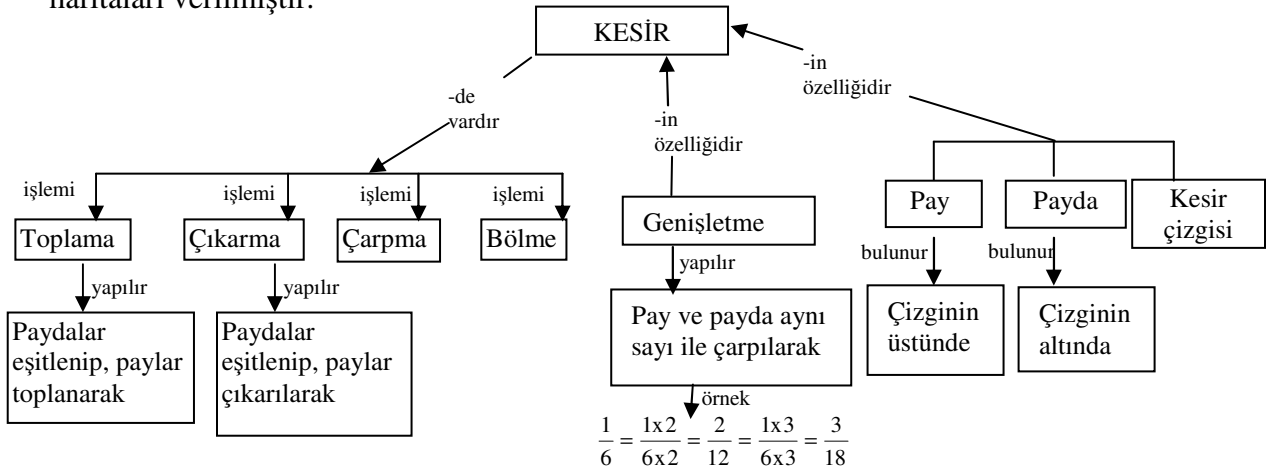 haritaları verilmiştir.
KESİR
-de
vardır
-in
özelliğidir
-in
özelliğidir
işlemi
işlemi
işlemi
işlemi
Toplama
Çıkarma
Çarpma
Bölme
Genişletme
Pay
Payda
Kesir
çizgisi
yapılır
yapılır
yapılır
bulunur
bulunur
Paydalar
eşitlenip, paylar
toplanarak
Paydalar
eşitlenip, paylar
çıkarılarak
Pay ve payda aynı
sayı ile çarpılarak
Çizginin
üstünde
Çizginin
altında
örnek
1/6 = 1x2/6x2 = 2/12 = 1x3/6x3 = 3/18